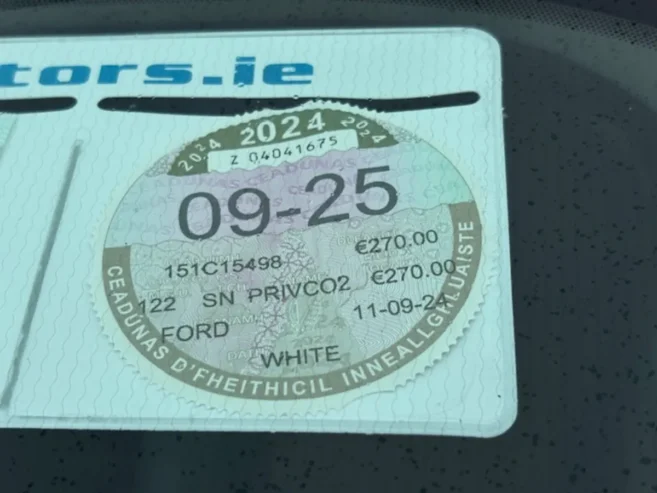 tors.ie
2024 2024 2024
Z 04041675
09-25
151C15498 €270.00
122 SN PRIVCO2 €270.00
FORD 11-09-24
WHITE
CEADÚNAS D'FHEITHICIL INNEALLGHLUAISTE